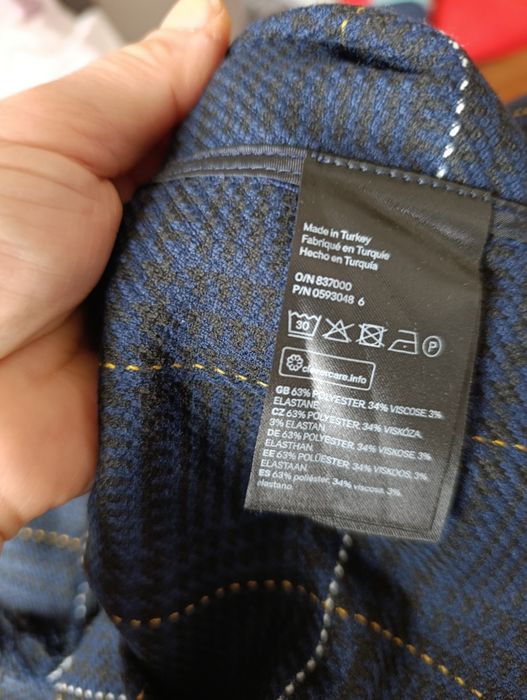 Made in Turkey
Fabriqué en Turquie
Hecho en Turquía
O/N 837000
P/N 0593048 6
30
P
clevercare.info
GB 63% POLYESTER, 34% VISCOSE, 3%
ELASTANE
CZ 63% POLYESTER, 34% VISKÓZA,
3% ELASTAN
DE 63% POLYESTER, 34% VISKOSE, 3%
ELASTHAN
EE 63% POLÜESTER, 34% VISKOOS, 3%
ELASTAAN
ES 63% poliéster, 34% viscosa, 3%
elastano.